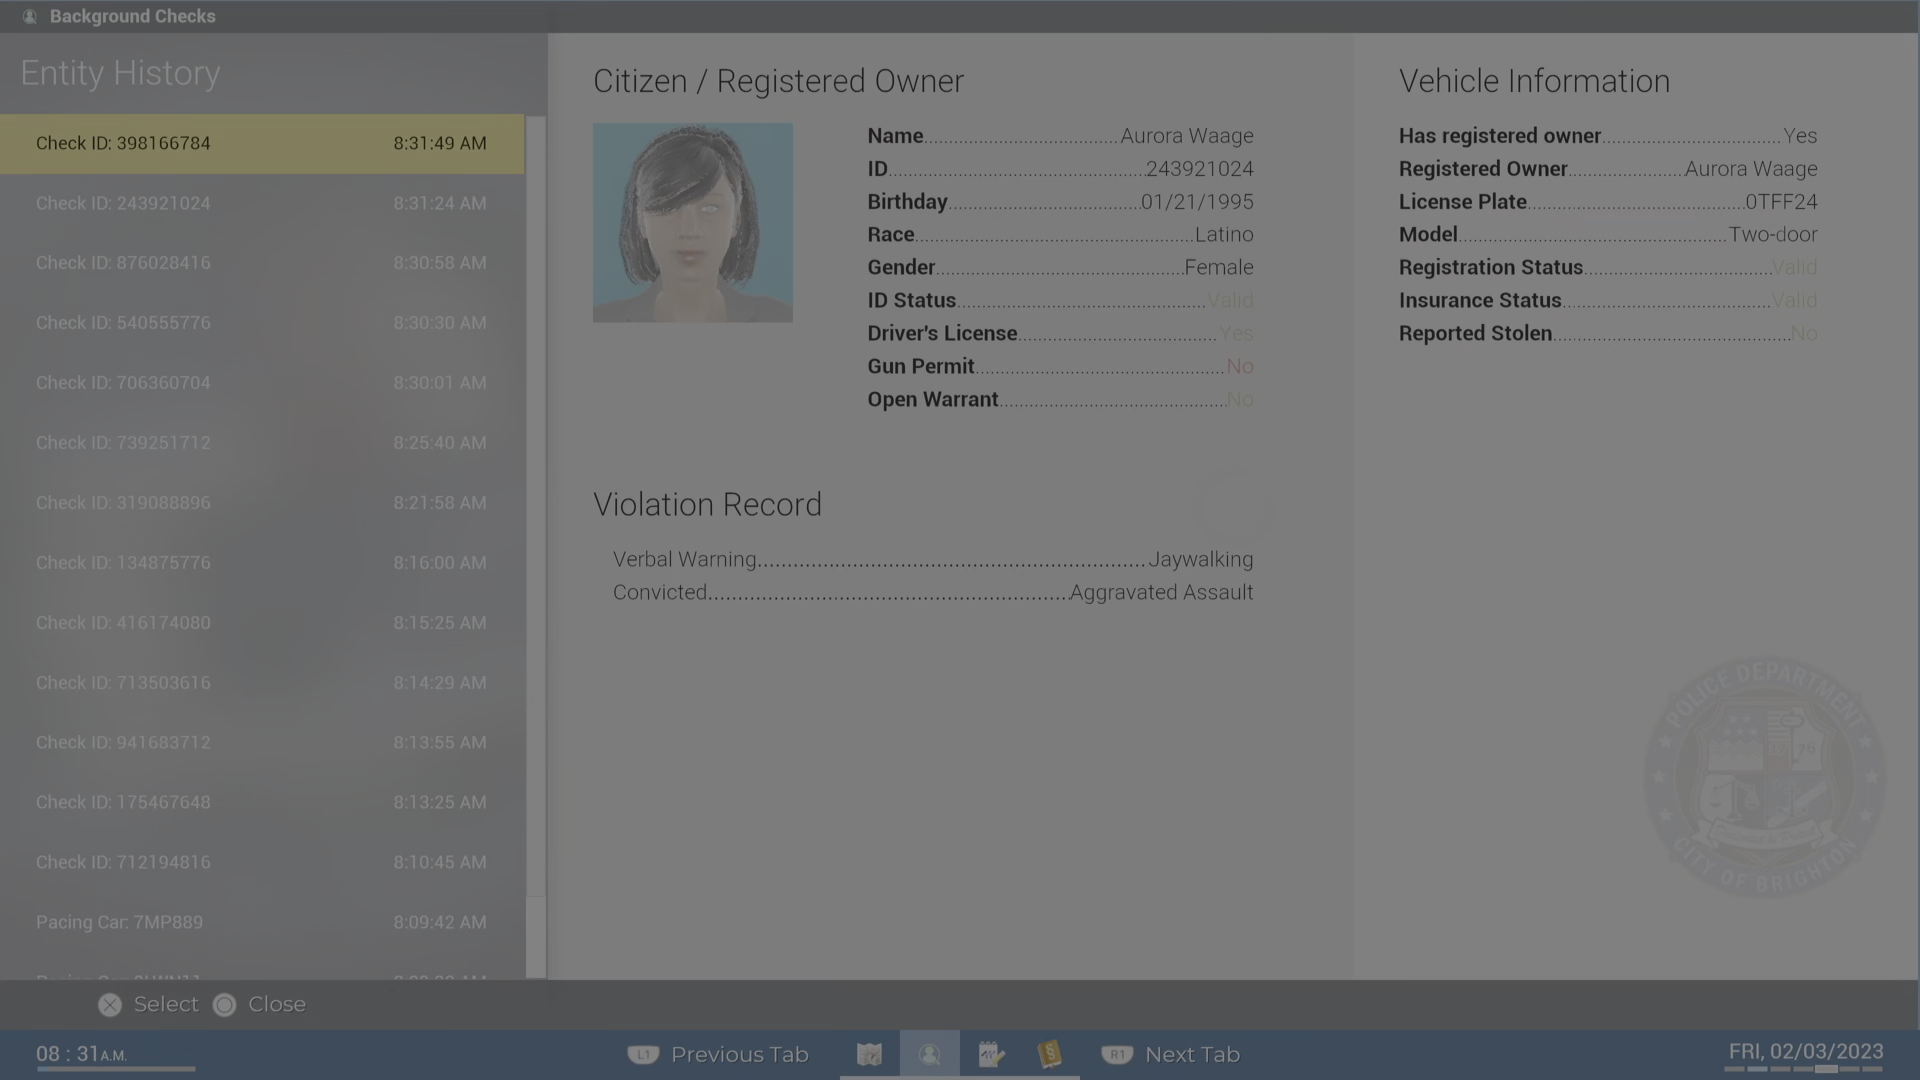 Background Checks
Entity History
Check ID: 398166784 8:31:49 AM
Check ID: 243921024 8:31:24 AM
Check ID: 876028416 8:30:58 AM
Check ID: 540555776 8:30:30 AM
Check ID: 706360704 8:30:01 AM
Check ID: 739251712 8:25:40 AM
Check ID: 319088896 8:21:58 AM
Check ID: 134875776 8:16:00 AM
Check ID: 416174080 8:15:25 AM
Check ID: 713503616 8:14:29 AM
Check ID: 941683712 8:13:55 AM
Check ID: 175467648 8:13:25 AM
Check ID: 712194816 8:10:45 AM
Pacing Car: 7MP889 8:09:42 AM
Citizen / Registered Owner
Name Aurora Waage
ID 243921024
Birthday 01/21/1995
Race Latino
Gender Female
ID Status Valid
Driver's License Yes
Gun Permit No
Open Warrant No
Violation Record
Verbal Warning Jaywalking
Convicted Aggravated Assault
Vehicle Information
Has registered owner Yes
Registered Owner Aurora Waage
License Plate 0TFF24
Model Two-door
Registration Status Valid
Insurance Status Valid
Reported Stolen No
POLICE DEPARTMENT
CITY OF BRIGHTON
Select Close
08 : 31 A.M.
L1 Previous Tab
R1 Next Tab
FRI, 02/03/2023